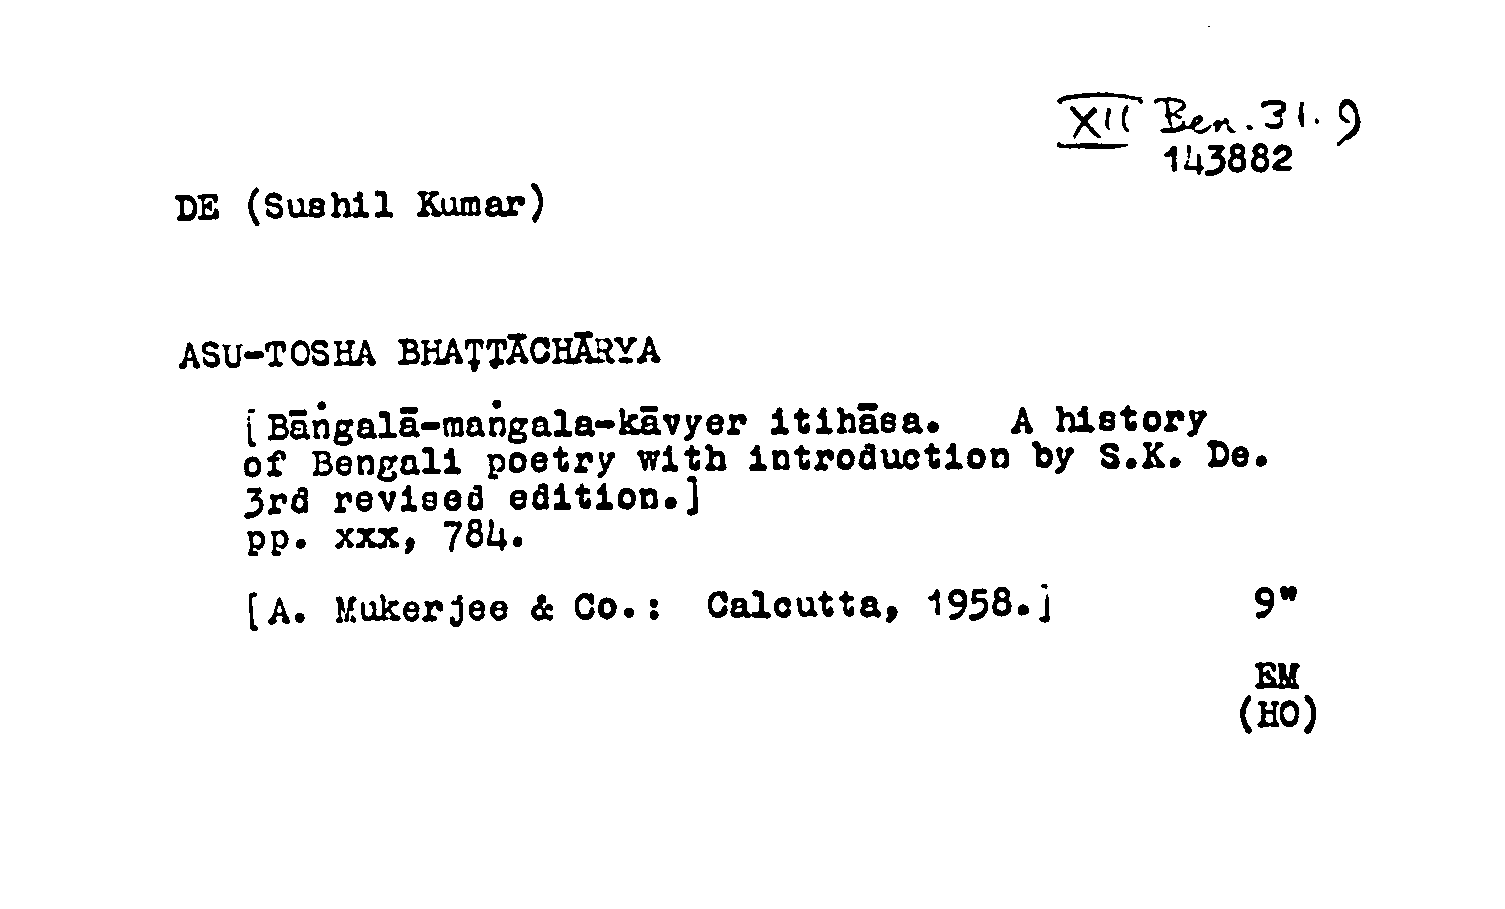 XII Ben. 31. 9
143882
DE (Sushil Kumar)
ASU-TOSHA BHAṬṬĀCHĀRYA
[Bāṅgalā-maṅgala-kāvyer itihāsa. A history
of Bengali poetry with introduction by S.K. De.
3rd revised edition.]
pp. xxx, 784.
[A. Mukerjee & Co.: Calcutta, 1958.] 9"
EM
(HO)